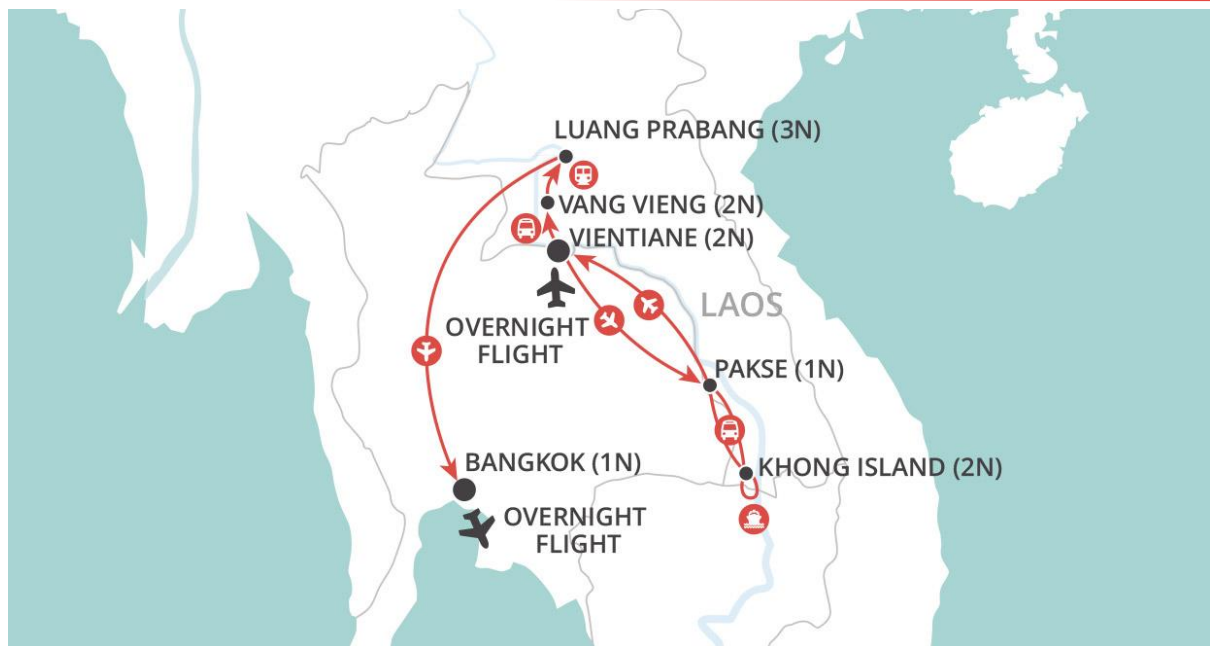 LUANG PRABANG (3N)
VANG VIENG (2N)
VIENTIANE (2N)
LAOS
OVERNIGHT
FLIGHT
PAKSE (1N)
BANGKOK (1N)
KHONG ISLAND (2N)
OVERNIGHT
FLIGHT